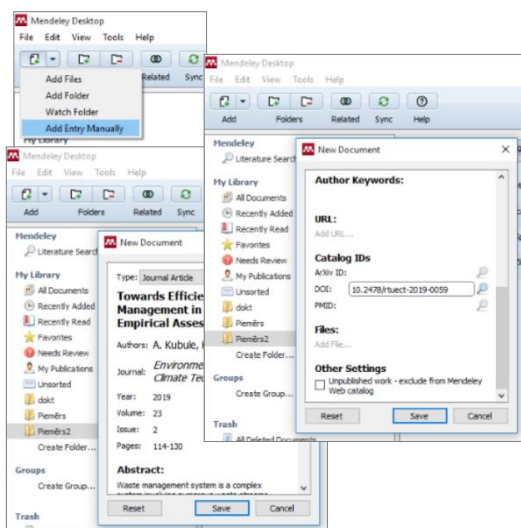 Mendeley Desktop
File Edit View Tools Help
Related Sync
Add Files
Add Folder
Watch Folder
Add Entry Manually
My Library
Mendeley Desktop
File Edit View Tools Help
Add Folders Related Sync Help
Mendeley
Literature Search
My Library
All Documents
Recently Added
Recently Read
Favorites
Needs Review
My Publications
Unsorted
dokt
Piemērs
Piemērs2
Create Folder...
Groups
Create Group...
Trash
All Deleted Documents
New Document
Author Keywords:
URL:
Add URL...
Catalog IDs
ArXiv ID:
DOI: 10.2478/rtuect-2019-0059
PMID:
Files:
Add File...
Other Settings
Unpublished work - exclude from Mendeley
Web catalog
Reset Save Cancel
Mendeley Desktop
File Edit View Tools Help
Add Folders Related Sync
Mendeley
Literature Search
My Library
All Documents
Recently Added
Recently Read
Favorites
Needs Review
My Publications
Unsorted
dokt
Piemērs
Piemērs2
Create Folder...
Groups
Create Group...
Trash
New Document
Type: Journal Article
Towards Efficie
Management in
Empirical Asses
Authors: A. Kubule,
Journal: Environme
Climate Tec
Year: 2019
Volume: 23
Issue: 2
Pages: 114-130
Abstract:
Waste management system is a complex
system involving numerous waste streams
Reset Save Cancel